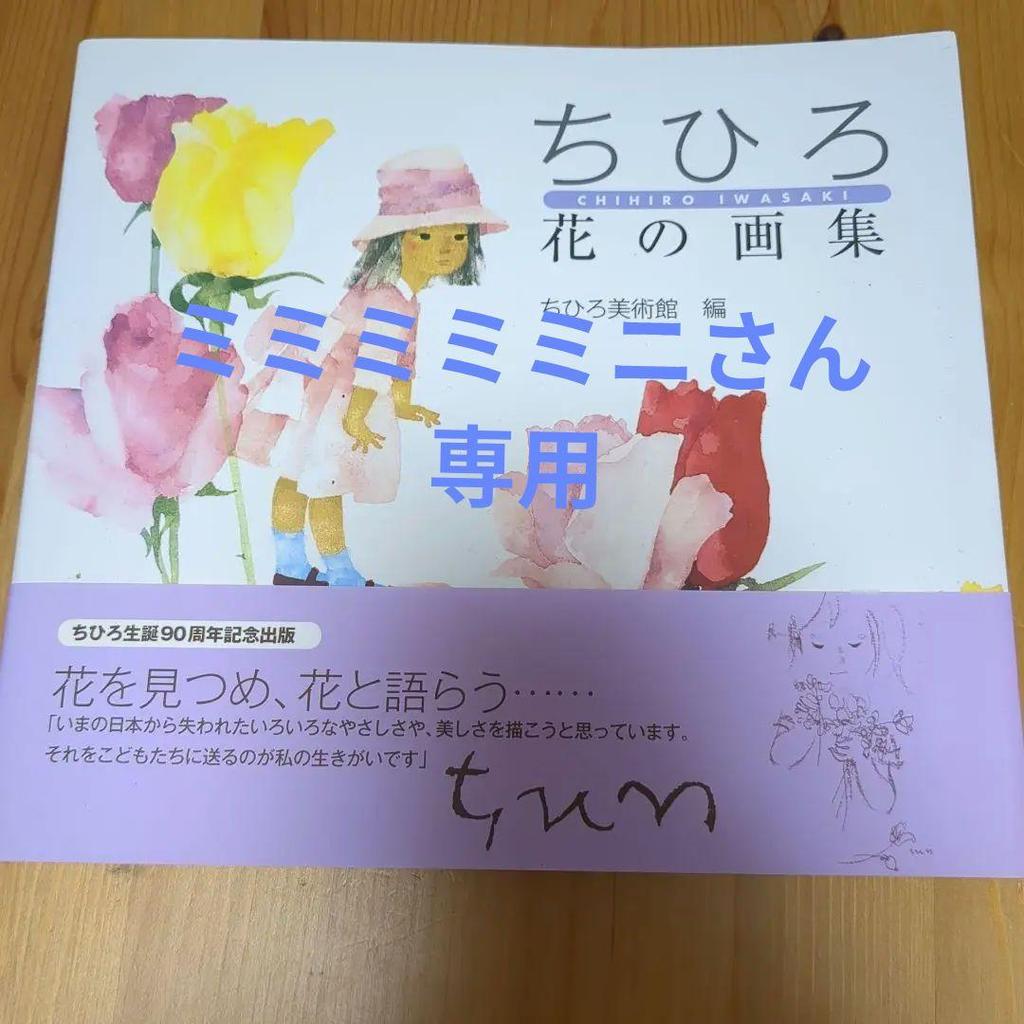 ちひろ
CHIHIRO IWASAKI
花の画集
ちひろ美術館 編
ミミミミミニさん
専用
ちひろ生誕90周年記念出版
花を見つめ、花と語らう……
「いまの日本から失われたいろいろなやさしさや、美しさを描こうと思っています。
それをこどもたちに送るのが私の生きがいです」
ちひろ